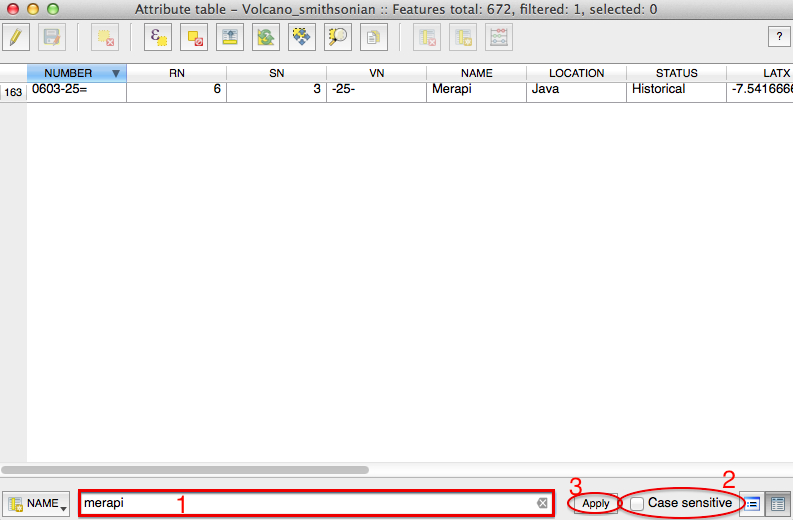 Attribute table - Volcano_smithsonian :: Features total: 672, filtered: 1, selected: 0
ε
?
NUMBER RN SN VN NAME LOCATION STATUS LATX
163 0603-25= 6 3 -25- Merapi Java Historical -7.5416666
3 2
NAME merapi 1 Apply Case sensitive